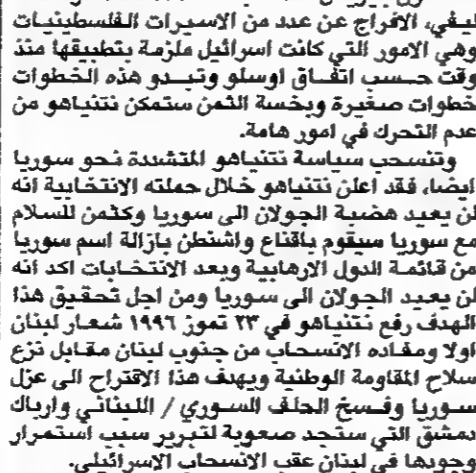 ليفي، الافراج عن عدد من الاسيرات الفلسطينيات
وهي الامور التي كانت اسرائيل ملزمة بتطبيقها منذ
وقت حسب اتفاق اوسلو وتبدو هذه الخطوات
خطوات صغيرة وبخسة الثمن ستمكن نتنياهو من
عدم التحرك في امور هامة.
وتنسحب سياسة نتنياهو المتشددة نحو سوريا
ايضا، فقد اعلن نتنياهو خلال حملته الانتخابية انه
لن يعيد هضبة الجولان الى سوريا وكثمن للسلام
مع سوريا سيقوم باقناع واشنطن بازالة اسم سوريا
من قائمة الدول الارهابية وبعد الانتخابات اكد انه
لن يعيد الجولان الى سوريا ومن اجل تحقيق هذا
الهدف رفع نتنياهو في ٢٣ تموز ١٩٩٦ شعار لبنان
اولا ومفاده الانسحاب من جنوب لبنان مقابل نزع
سلاح المقاومة الوطنية ويهدف هذا الاقتراح الى عزل
سوريا وفسخ الحلف السوري / اللبناني وارباك
دمشق التي ستجد صعوبة لتبرير سبب استمرار
وجودها في لبنان عقب الانسحاب الاسرائيلي.